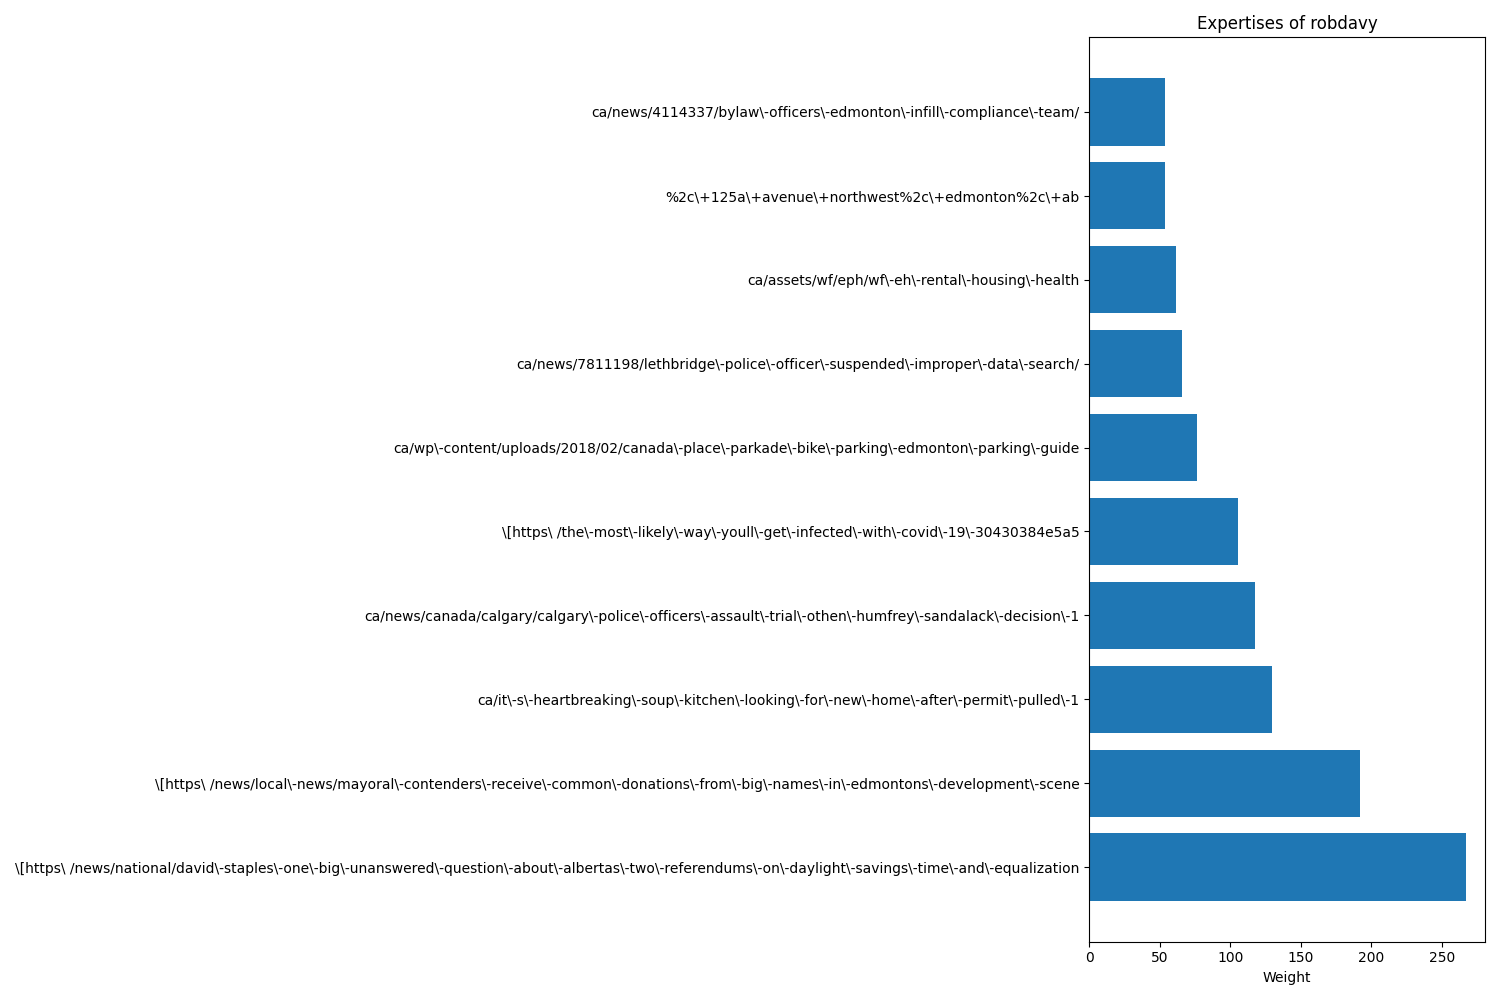 Expertises of robdavy
ca/news/4114337/bylaw\-officers\-edmonton\-infill\-compliance\-team/
%2c\+125a\+avenue\+northwest%2c\+edmonton%2c\+ab
ca/assets/wf/eph/wf\-eh\-rental\-housing\-health
ca/news/7811198/lethbridge\-police\-officer\-suspended\-improper\-data\-search/
ca/wp\-content/uploads/2018/02/canada\-place\-parkade\-bike\-parking\-edmonton\-parking\-guide
\[https\ /the\-most\-likely\-way\-youll\-get\-infected\-with\-covid\-19\-30430384e5a5
ca/news/canada/calgary/calgary\-police\-officers\-assault\-trial\-othen\-humfrey\-sandalack\-decision\-1
ca/it\-s\-heartbreaking\-soup\-kitchen\-looking\-for\-new\-home\-after\-permit\-pulled\-1
\[https\ /news/local\-news/mayoral\-contenders\-receive\-common\-donations\-from\-big\-names\-in\-edmontons\-development\-scene
\[https\ /news/national/david\-staples\-one\-big\-unanswered\-question\-about\-albertas\-two\-referendums\-on\-daylight\-savings\-time\-and\-equalization
0 50 100 150 200 250
Weight